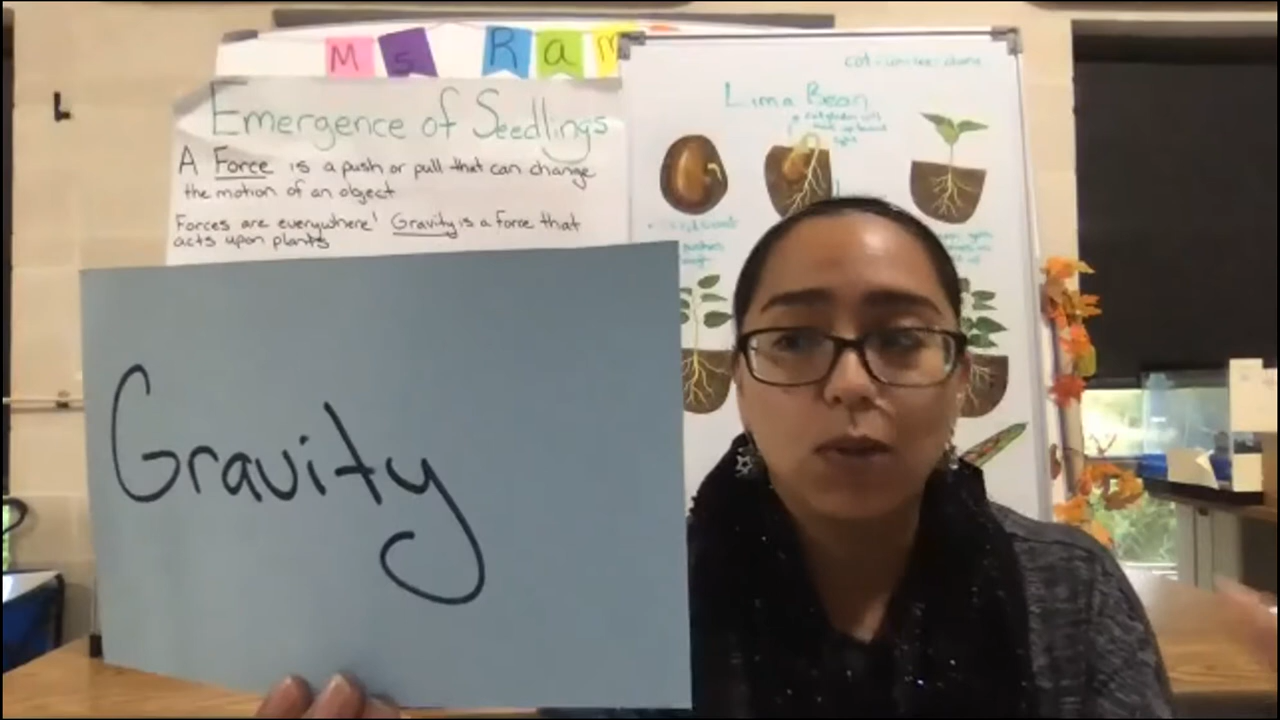 Ms Ra
Emergence of Seedlings
A Force is a push or pull that can change
the motion of an object
Forces are everywhere! Gravity is a force that
acts upon plants
Lima Bean
Gravity